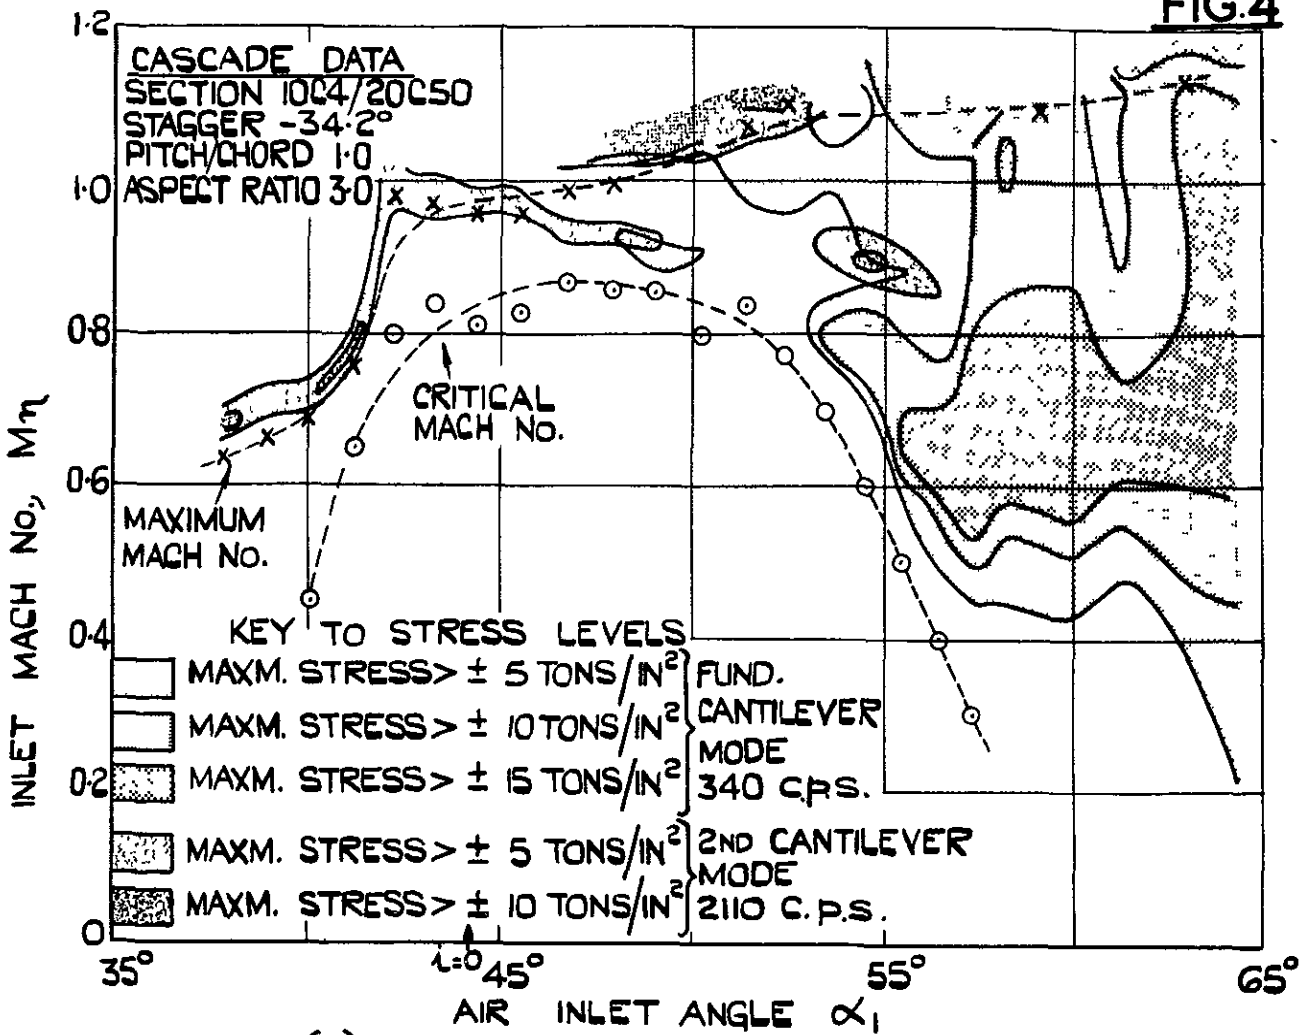 FIG.4
1·2
1·0
0·8
0·6
0·4
0·2
0
INLET MACH NO., Mη
CASCADE DATA
SECTION 10C4/20C50
STAGGER -34·2°
PITCH/CHORD 1·0
ASPECT RATIO 3·0
CRITICAL
MACH NO.
MAXIMUM
MACH NO.
KEY TO STRESS LEVELS
MAXM. STRESS > ± 5 TONS/IN²
MAXM. STRESS > ± 10 TONS/IN²
MAXM. STRESS > ± 15 TONS/IN²
FUND.
CANTILEVER
MODE
340 C.P.S.
MAXM. STRESS > ± 5 TONS/IN²
MAXM. STRESS > ± 10 TONS/IN²
2ND CANTILEVER
MODE
2110 C.P.S.
35° i=0 45° 55° 65°
AIR INLET ANGLE α₁